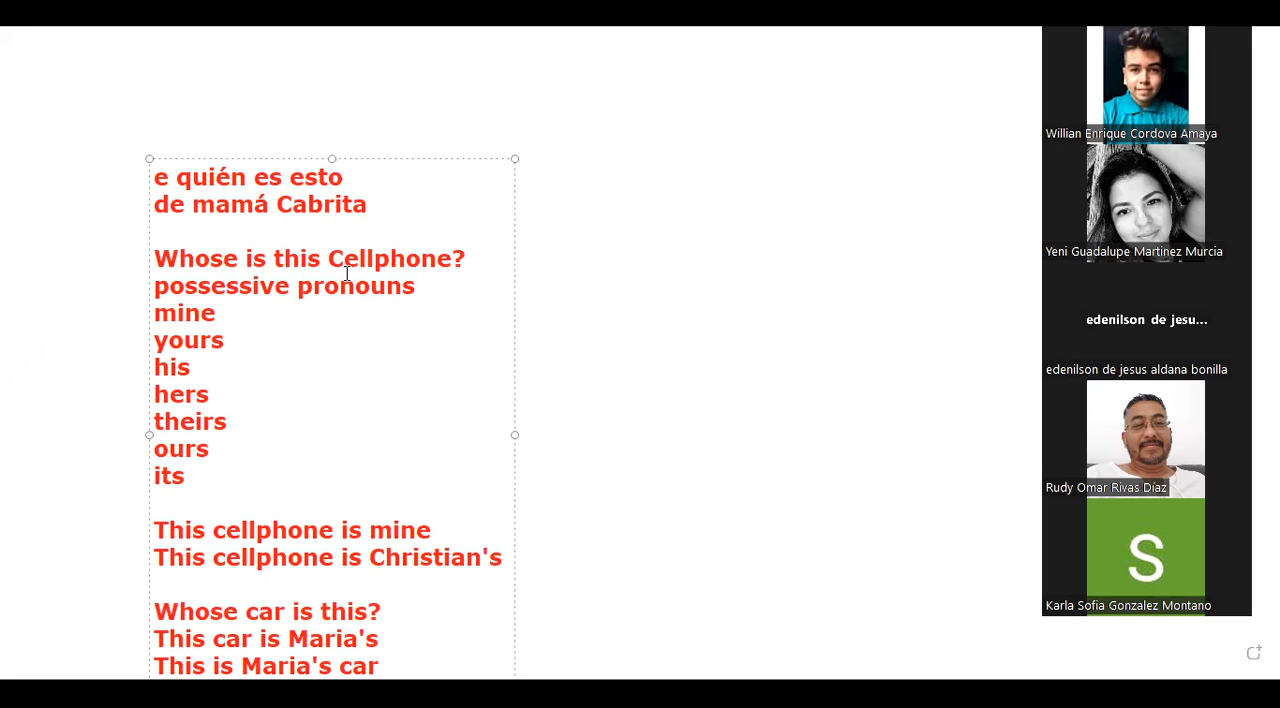 e quién es esto
de mamá Cabrita
Whose is this Cellphone?
possessive pronouns
mine
yours
his
hers
theirs
ours
its
This cellphone is mine
This cellphone is Christian's
Whose car is this?
This car is Maria's
This is Maria's car
Willian Enrique Cordova Amaya
Yeni Guadalupe Martinez Murcia
edenilson de jesu...
edenilson de jesus aldana bonilla
Rudy Omar Rivas Díaz
S
Karla Sofia Gonzalez Montano